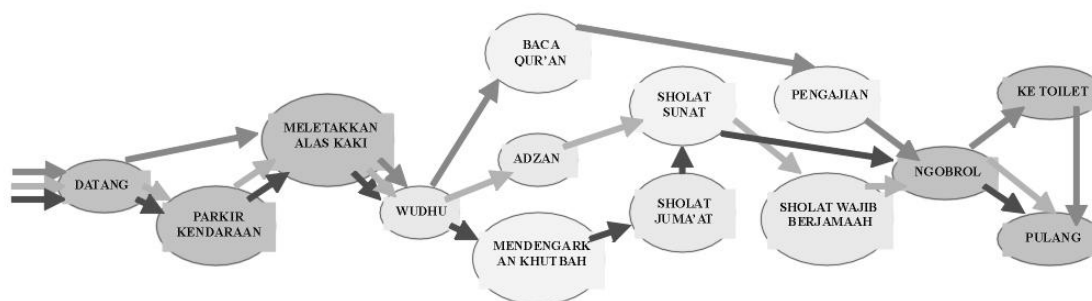 DATANG
PARKIR
KENDARAAN
MELETAKKAN
ALAS KAKI
WUDHU
BACA
QUR'AN
ADZAN
MENDENGARK
AN KHUTBAH
SHOLAT
SUNAT
SHOLAT
JUMA'AT
PENGAJIAN
SHOLAT WAJIB
BERJAMAAH
NGOBROL
KE TOILET
PULANG